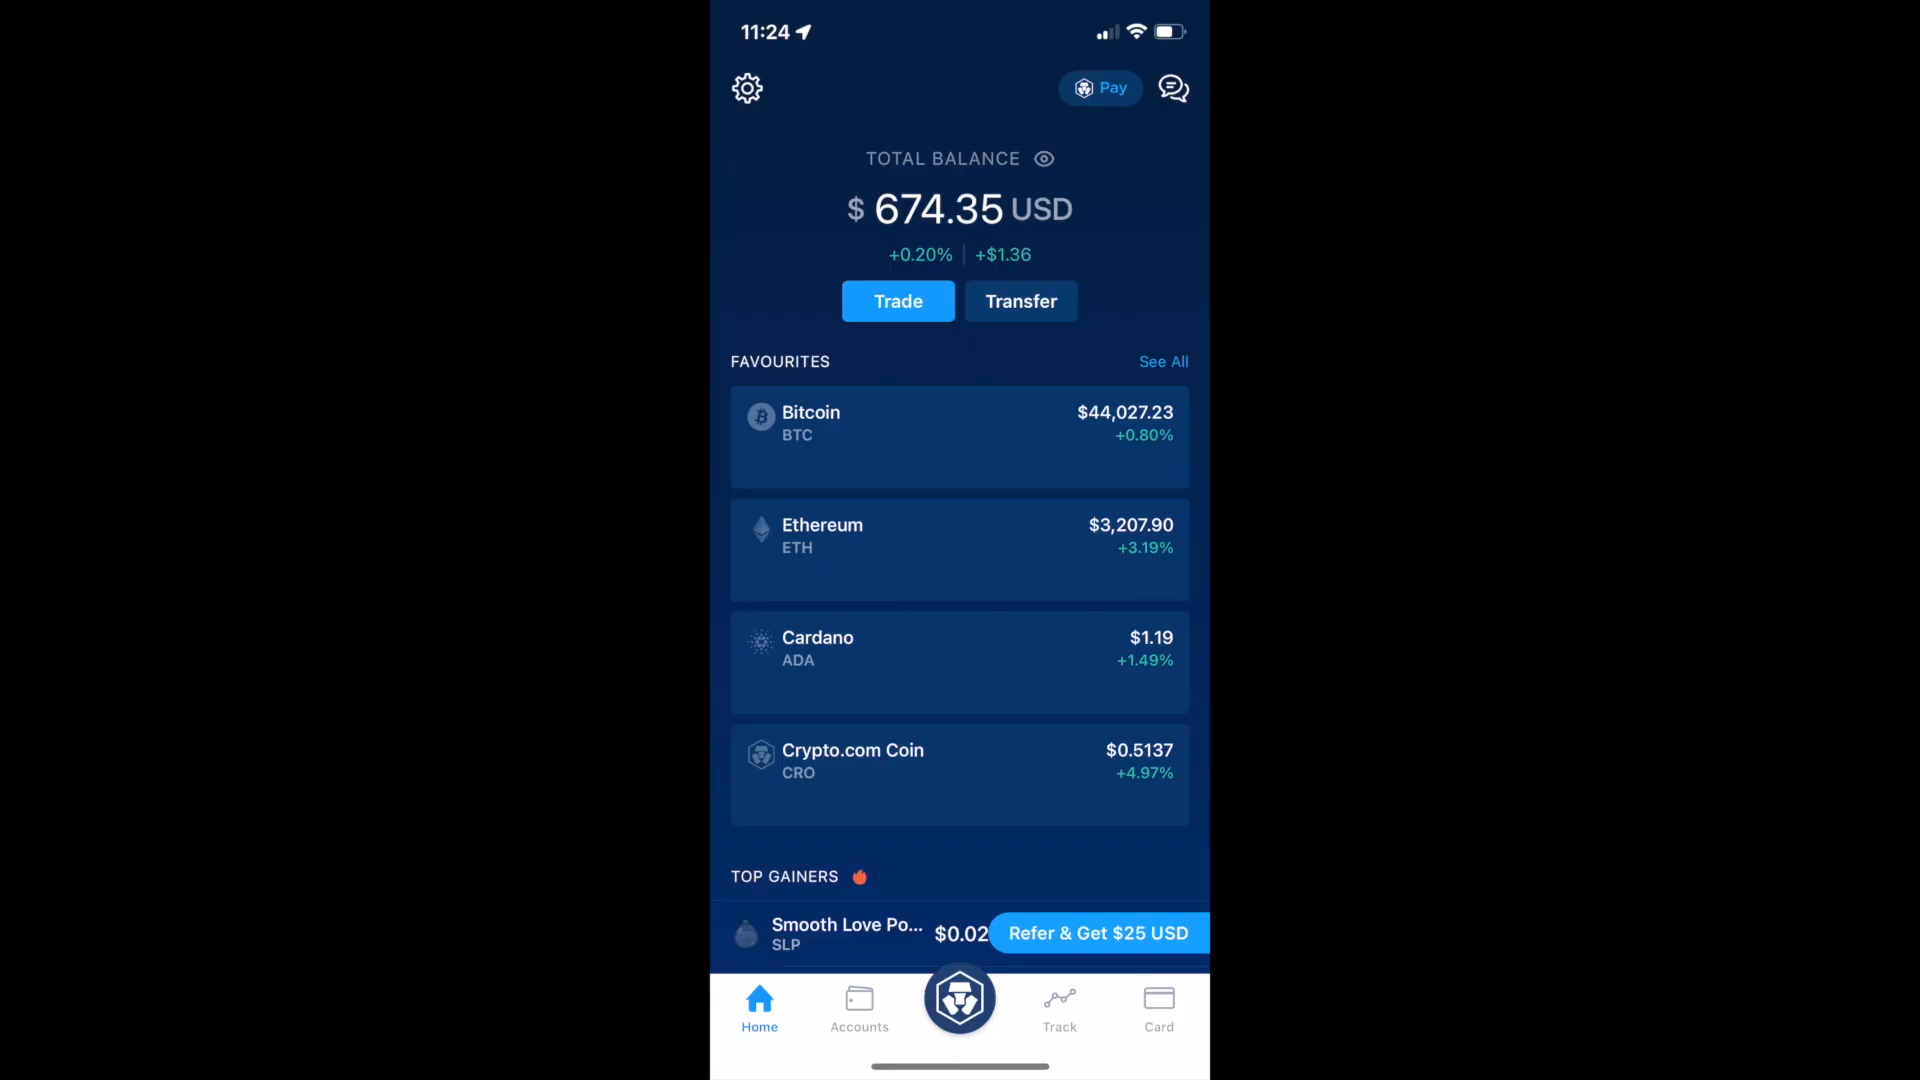 11:24
Pay
TOTAL BALANCE
$ 674.35 USD
+0.20% +$1.36
Trade Transfer
FAVOURITES See All
Bitcoin $44,027.23
BTC +0.80%
Ethereum $3,207.90
ETH +3.19%
Cardano $1.19
ADA +1.49%
Crypto.com Coin $0.5137
CRO +4.97%
TOP GAINERS
Smooth Love Po... $0.02 Refer & Get $25 USD
SLP
Home Accounts Track Card